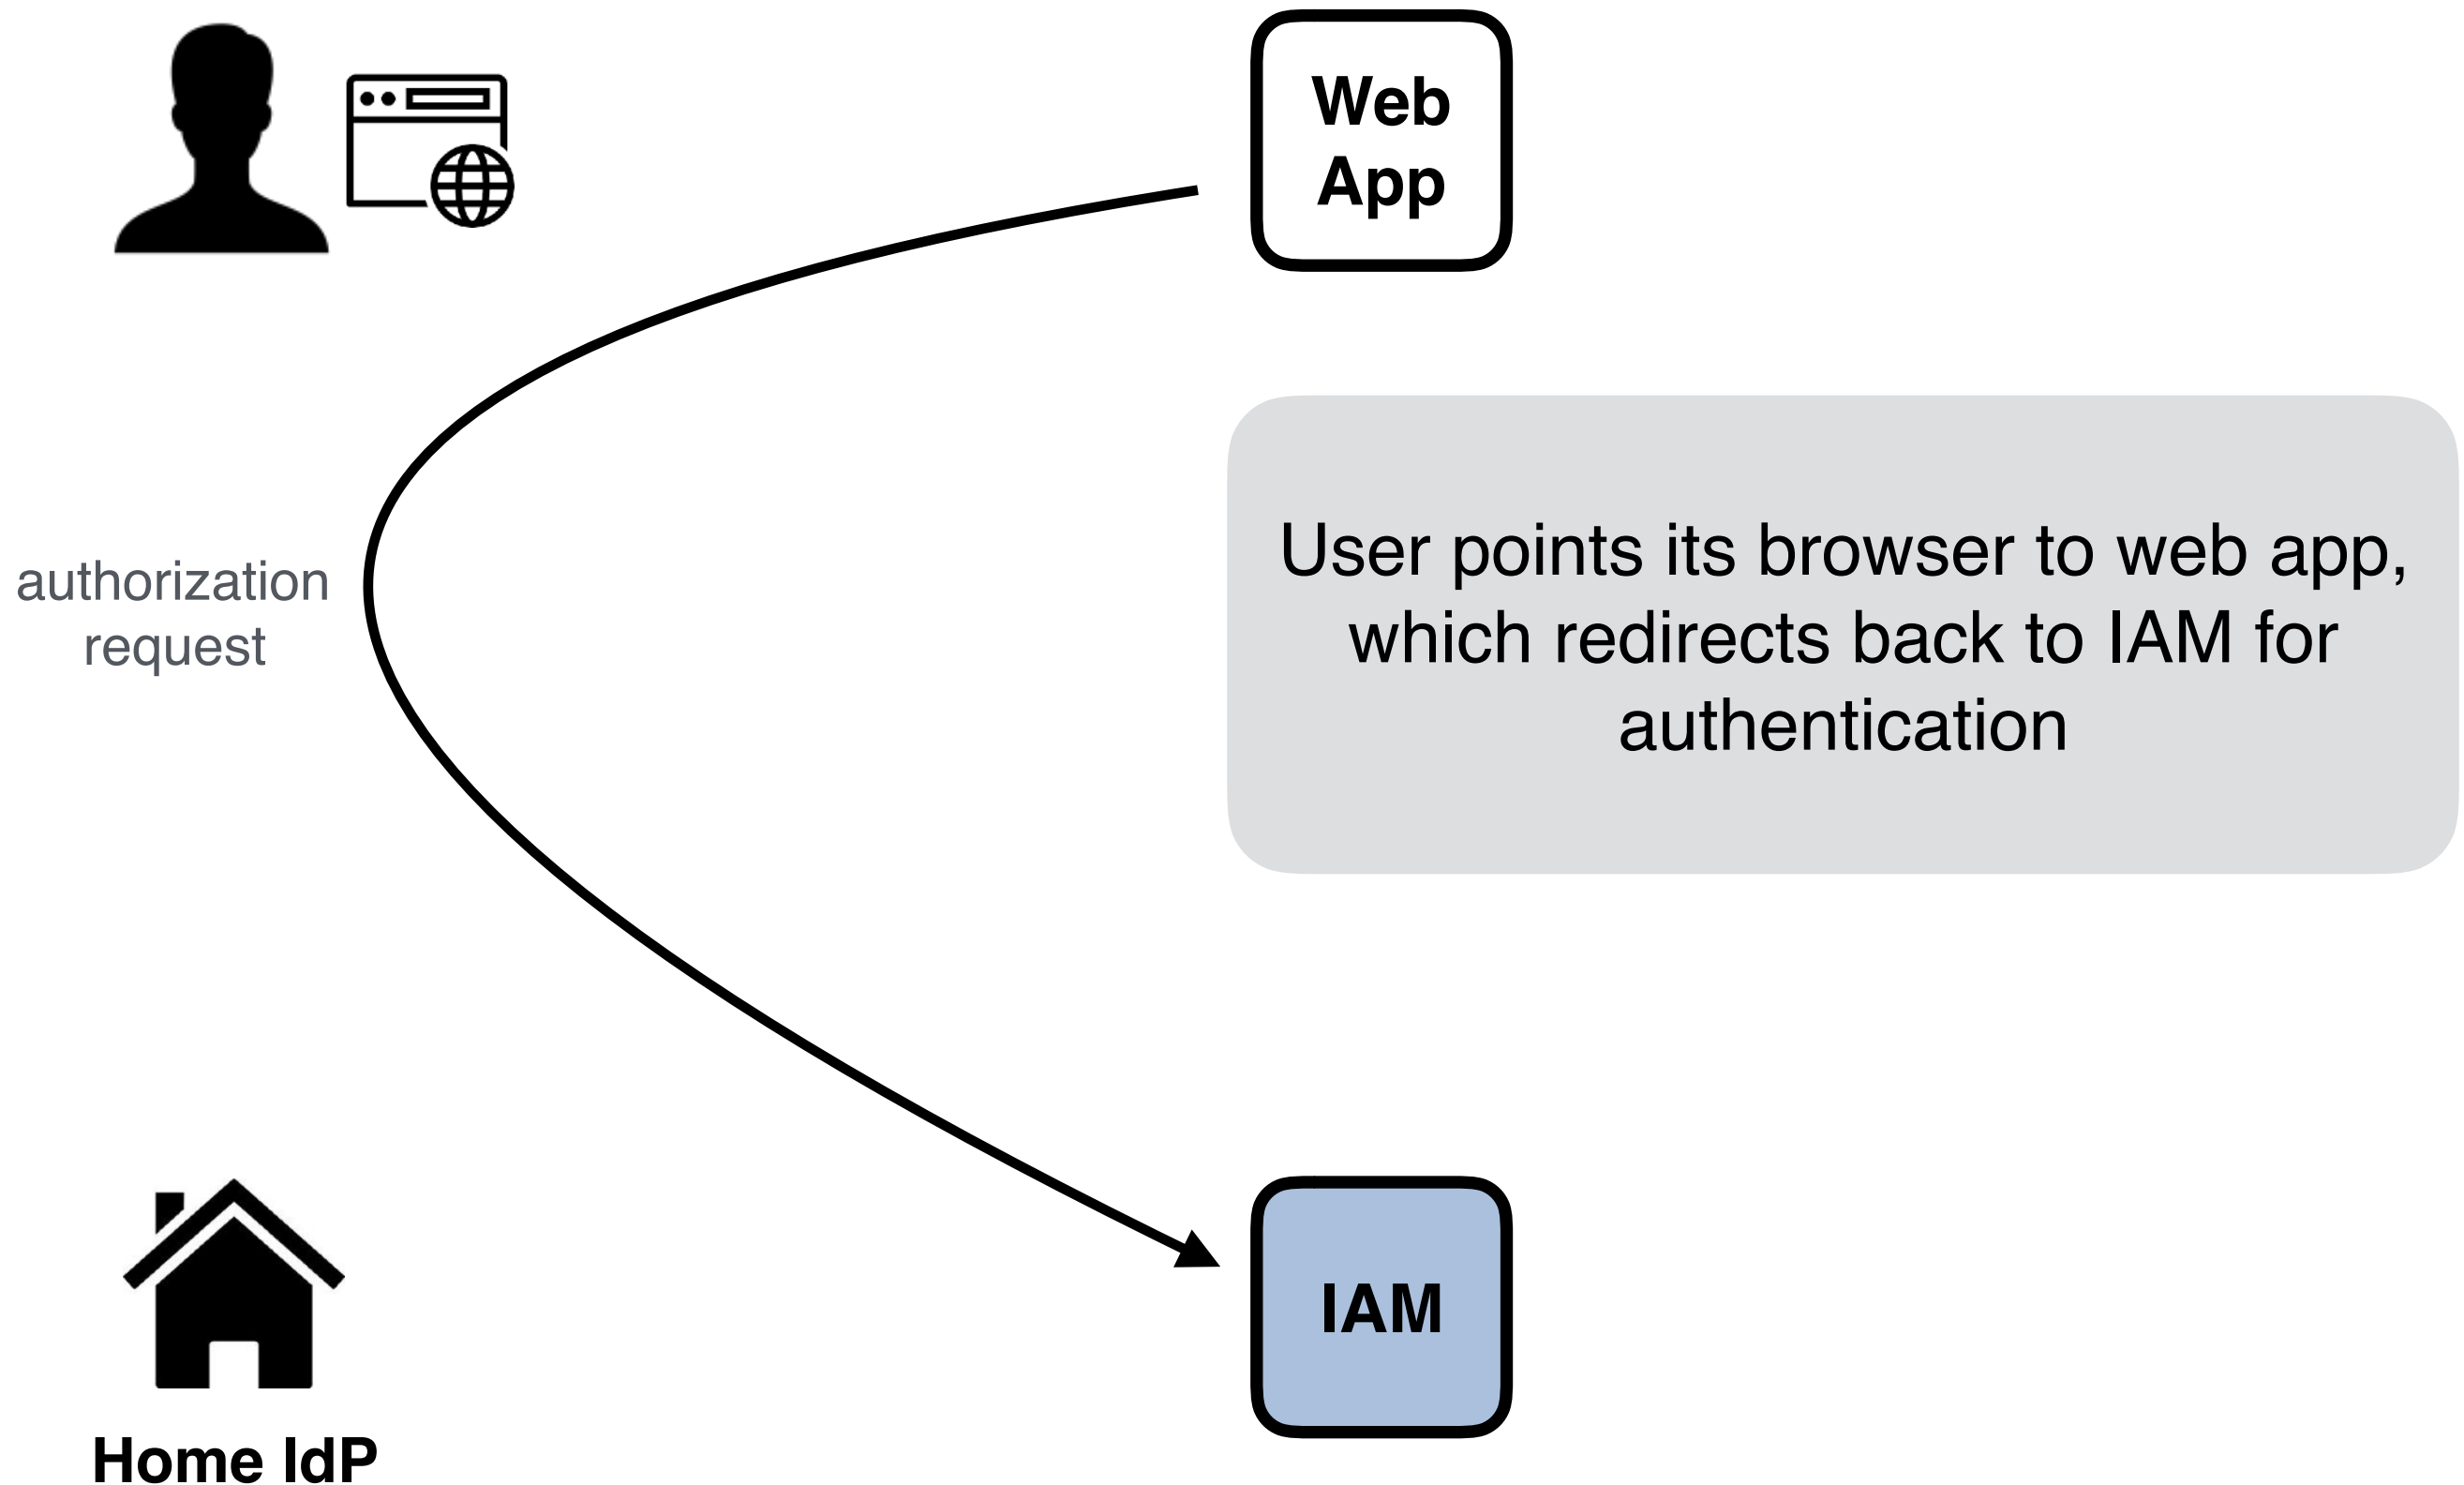 Web
App
User points its browser to web app,
which redirects back to IAM for
authentication
authorization
request
IAM
Home IdP